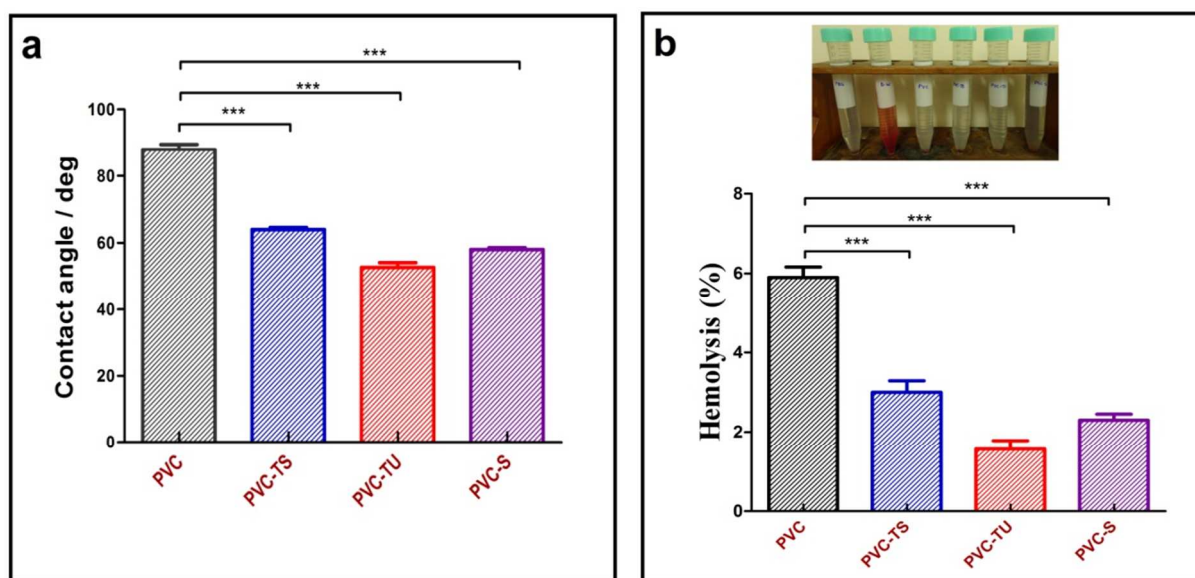 a
***
***
***
100
80
60
40
20
0
Contact angle / deg
PVC
PVC-TS
PVC-TU
PVC-S
b
***
***
***
8
6
4
2
0
Hemolysis (%)
PVC
PVC-TS
PVC-TU
PVC-S